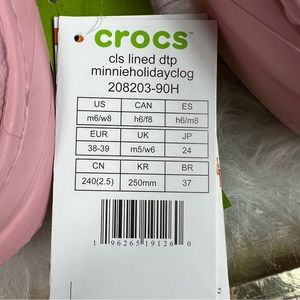 crocs™
cls lined dtp
minnieholidayclog
208203-90H
US CAN ES
m6/w8 h6/f8 h6/m8
EUR UK JP
38-39 m5/w6 24
CN KR BR
240(2.5) 250mm 37
1 96265 19126 0